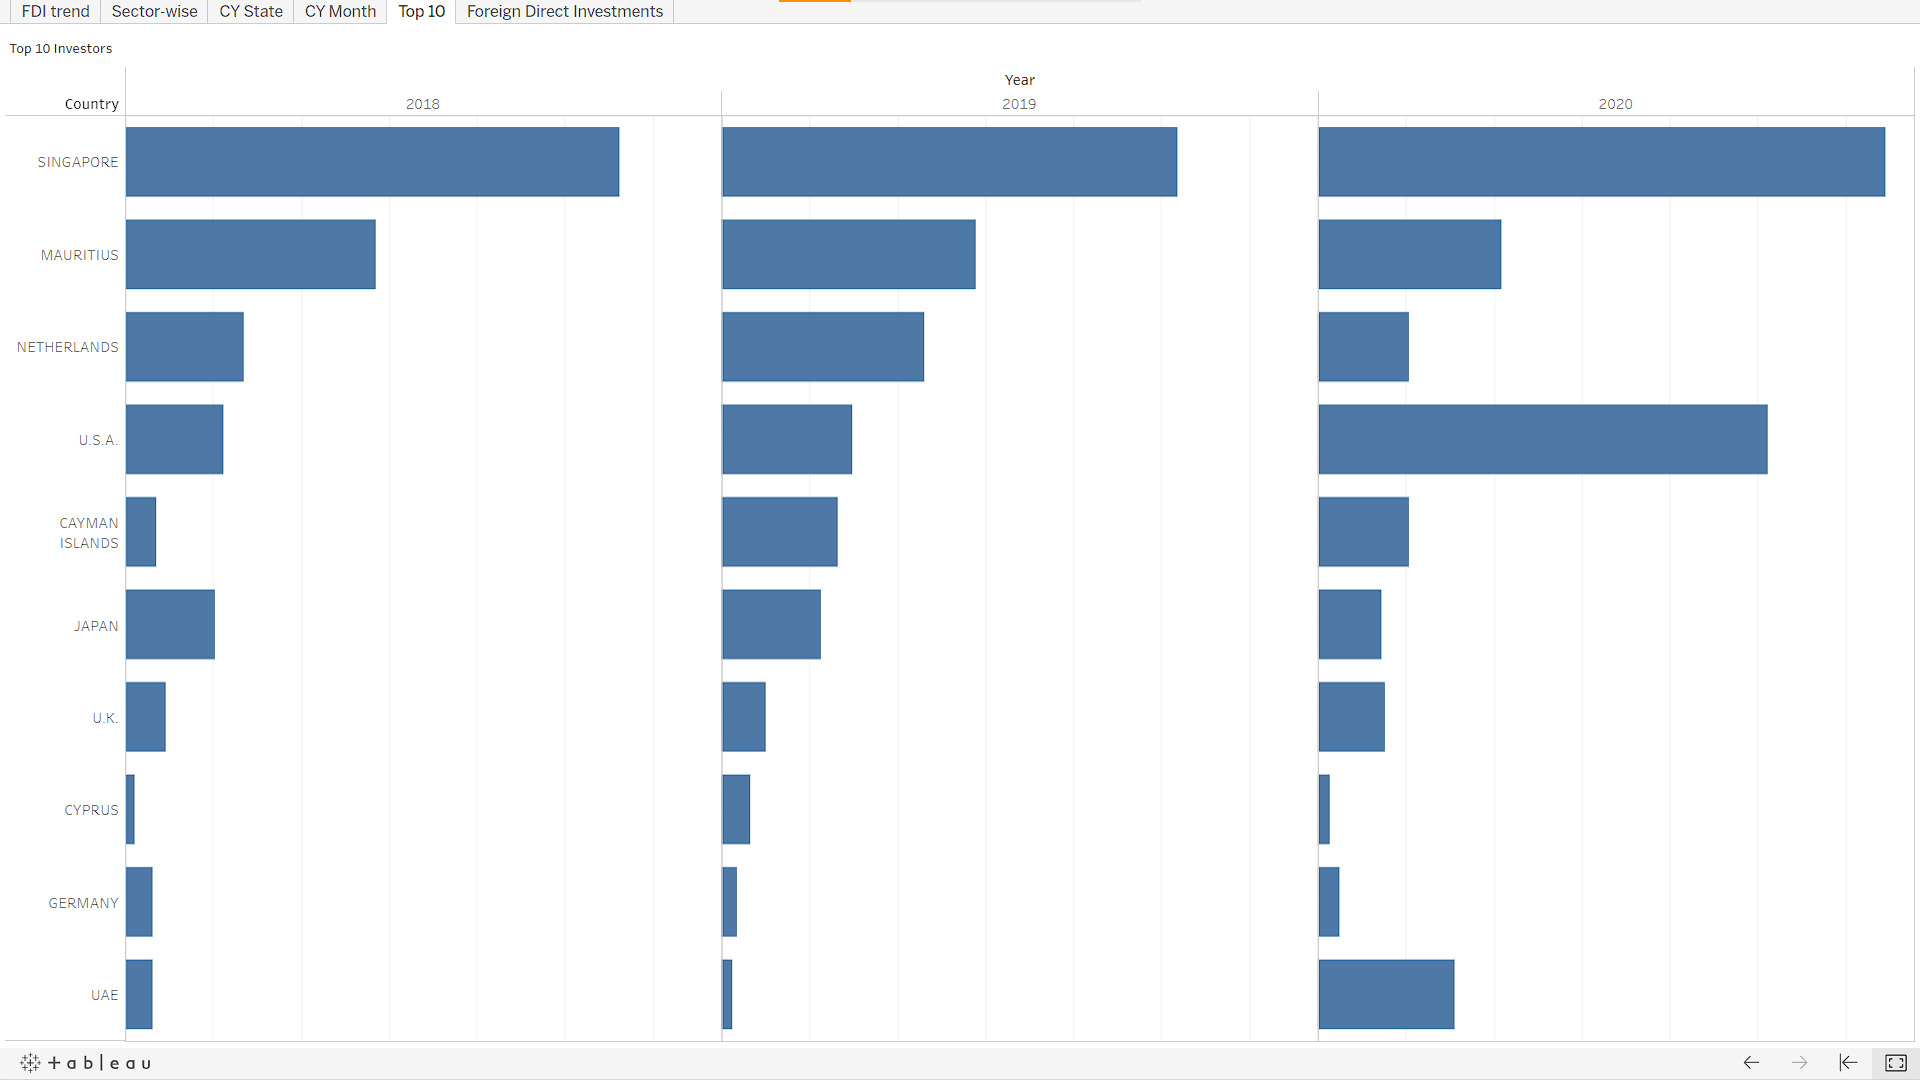 FDI trend
Sector-wise
CY State
CY Month
Top 10
Foreign Direct Investments
Top 10 Investors
Year
Country
2018
2019
2020
SINGAPORE
MAURITIUS
NETHERLANDS
U.S.A.
CAYMAN
ISLANDS
JAPAN
U.K.
CYPRUS
GERMANY
UAE
+ableau